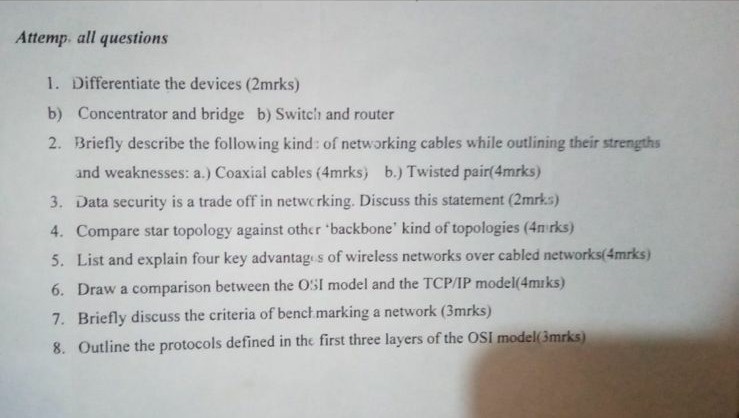 Attemp. all questions
1. Differentiate the devices (2mrks)
b) Concentrator and bridge b) Switch and router
2. Briefly describe the following kind: of networking cables while outlining their strengths
and weaknesses: a.) Coaxial cables (4mrks) b.) Twisted pair(4mrks)
3. Data security is a trade off in networking. Discuss this statement (2mrks)
4. Compare star topology against other 'backbone' kind of topologies (4mrks)
5. List and explain four key advantages of wireless networks over cabled networks(4mrks)
6. Draw a comparison between the OSI model and the TCP/IP model(4mrks)
7. Briefly discuss the criteria of benchmarking a network (3mrks)
8. Outline the protocols defined in the first three layers of the OSI model(3mrks)